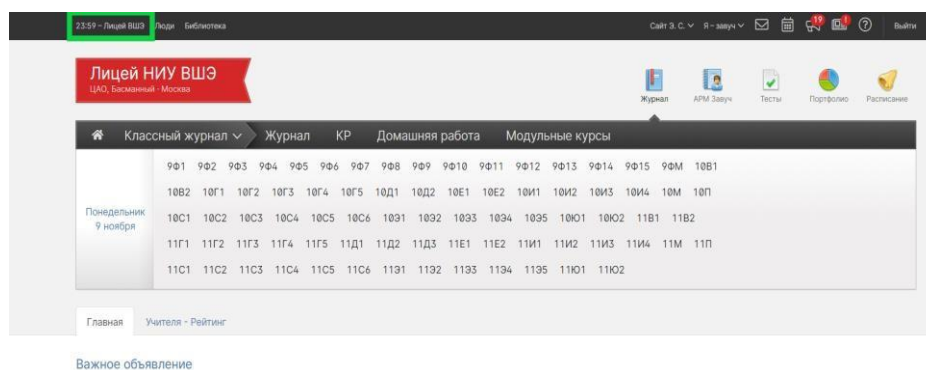 23:59 – Лицей ВШЭ Люди Библиотека Сайт Э. С. Я – завуч 19 1 ? Выйти
Лицей НИУ ВШЭ
ЦАО, Басманный · Москва
Журнал АРМ Завуч Тесты Портфолио Расписание
Классный журнал Журнал КР Домашняя работа Модульные курсы
9Ф1 9Ф2 9Ф3 9Ф4 9Ф5 9Ф6 9Ф7 9Ф8 9Ф9 9Ф10 9Ф11 9Ф12 9Ф13 9Ф14 9Ф15 9ФМ 10В1
10В2 10Г1 10Г2 10Г3 10Г4 10Г5 10Д1 10Д2 10Е1 10Е2 10И1 10И2 10И3 10И4 10М 10П
Понедельник
9 ноября
10С1 10С2 10С3 10С4 10С5 10С6 10Э1 10Э2 10Э3 10Э4 10Э5 10Ю1 10Ю2 11В1 11В2
11Г1 11Г2 11Г3 11Г4 11Г5 11Д1 11Д2 11Д3 11Е1 11Е2 11И1 11И2 11И3 11И4 11М 11П
11С1 11С2 11С3 11С4 11С5 11С6 11Э1 11Э2 11Э3 11Э4 11Э5 11Ю1 11Ю2
Главная Учителя - Рейтинг
Важное объявление